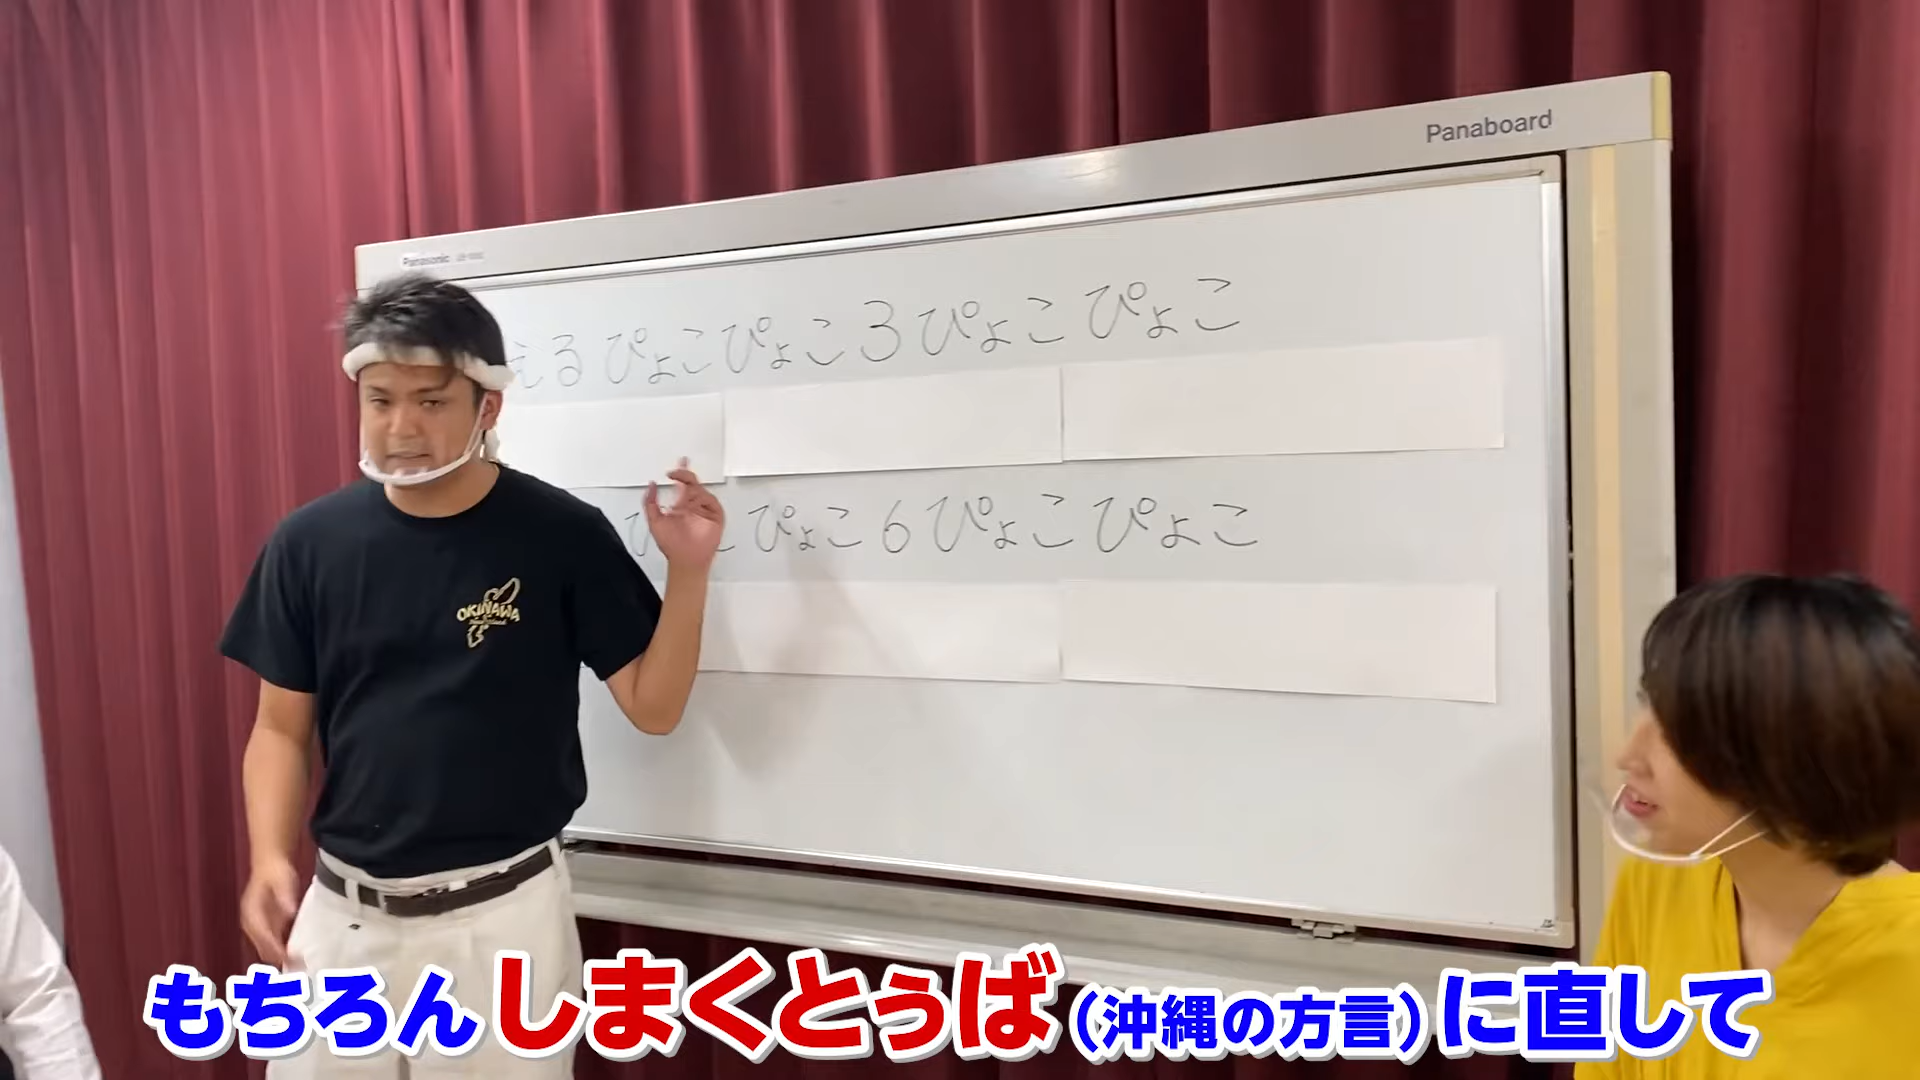 Panaboard
Panasonic
える ぴょこぴょこ 3 ぴょこ ぴょこ
ぴょこ 6 ぴょこ ぴょこ
OKINAWA
もちろん しまくとぅば (沖縄の方言) に直して